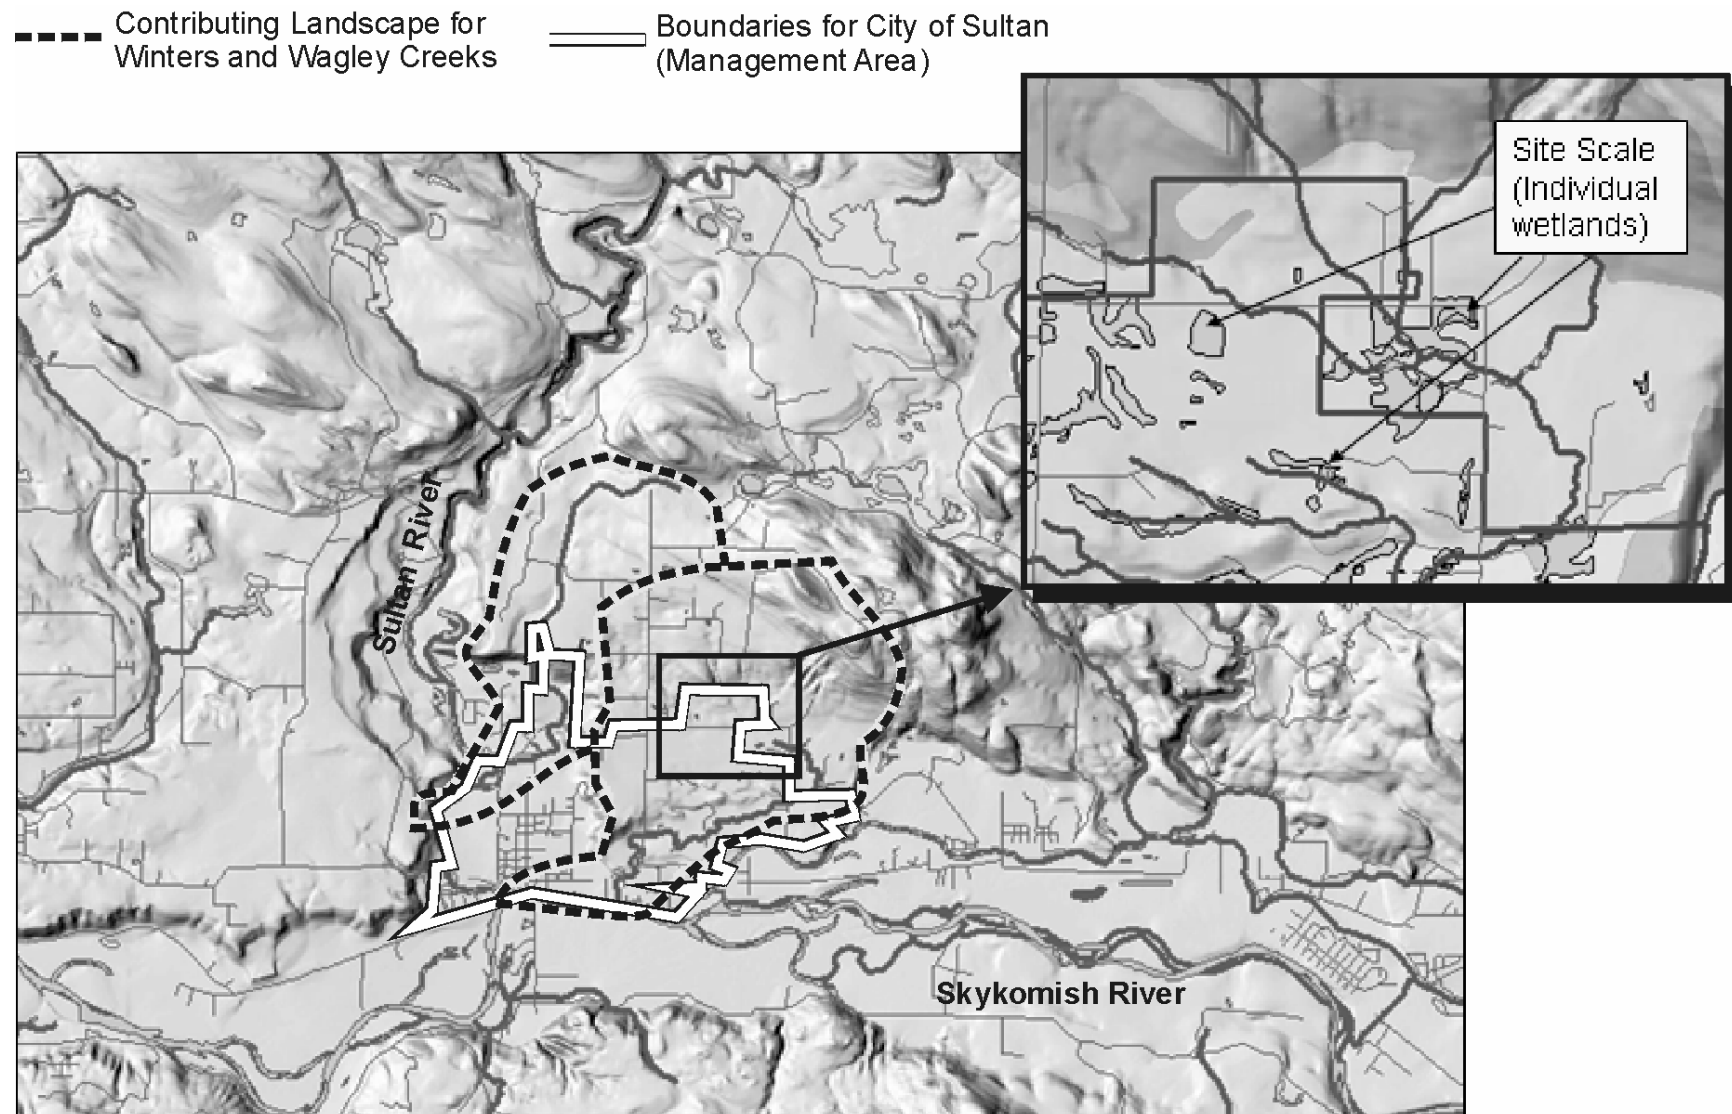 Contributing Landscape for
Winters and Wagley Creeks
Boundaries for City of Sultan
(Management Area)
Site Scale
(Individual
wetlands)
Sultan River
Skykomish River